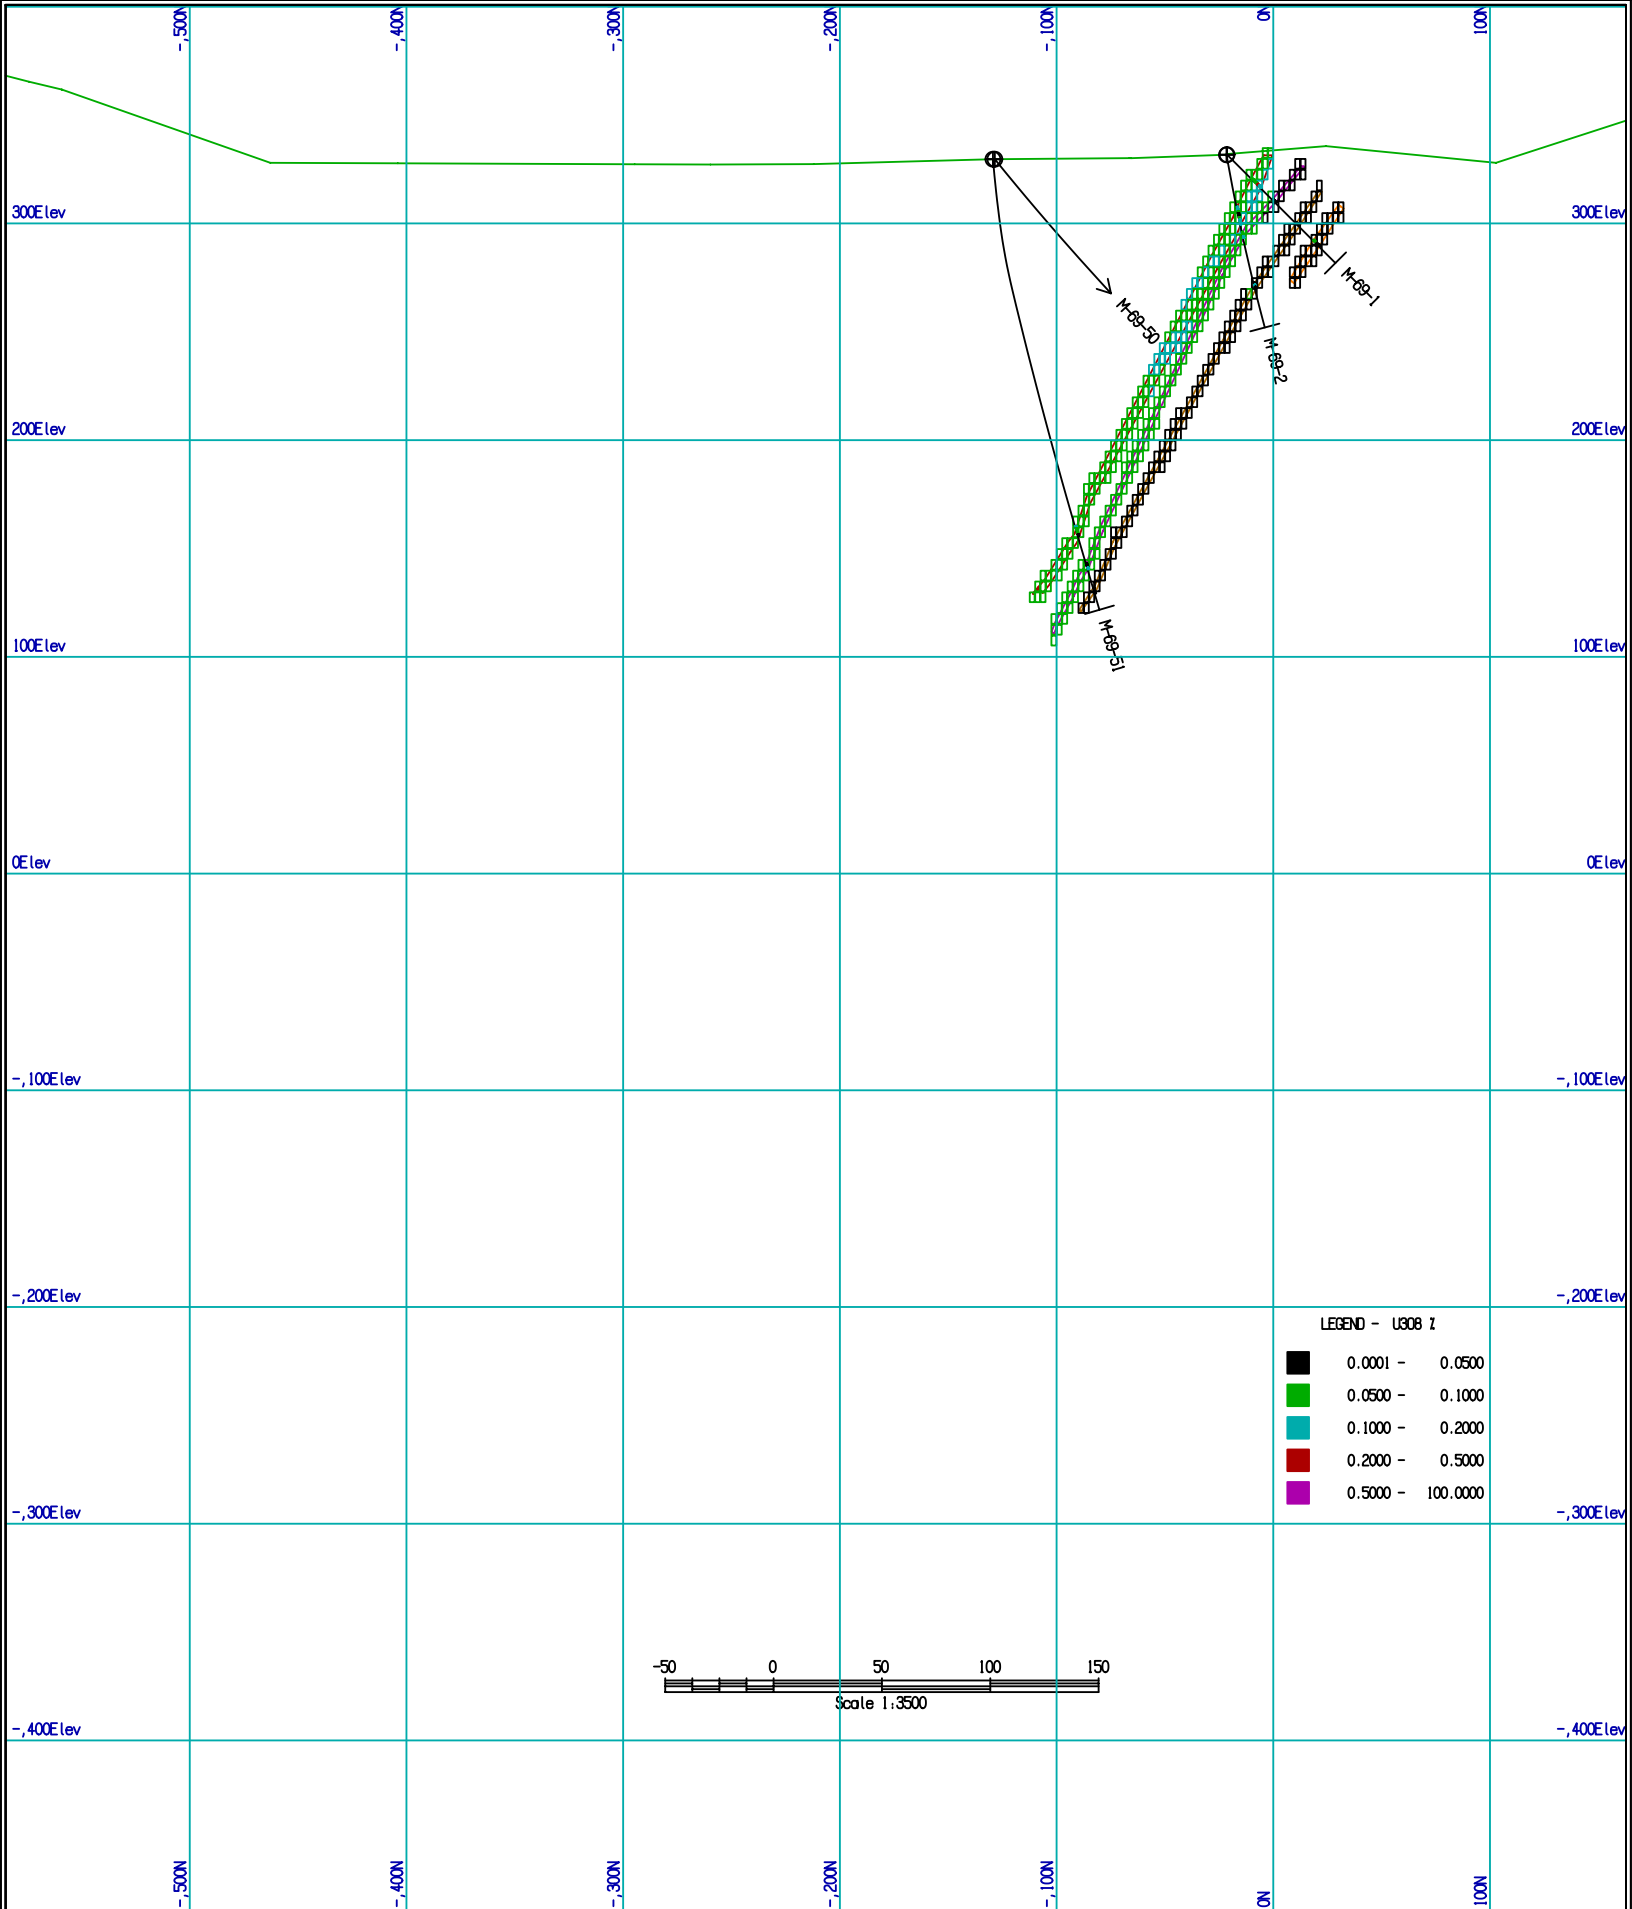 -,500N
-,400N
-,300N
-,200N
-,100N
0N
100N
300Elev
300Elev
M-69-1
M-69-50
M-69-2
200Elev
200Elev
M-69-51
100Elev
100Elev
0Elev
0Elev
-,100Elev
-,100Elev
-,200Elev
-,200Elev
LEGEND - U3O8 %
0.0001 - 0.0500
0.0500 - 0.1000
0.1000 - 0.2000
0.2000 - 0.5000
0.5000 - 100.0000
-,300Elev
-,300Elev
-50 0 50 100 150
Scale 1:3500
-,400Elev
-,400Elev
-,500N
-,400N
-,300N
-,200N
-,100N
0N
100N